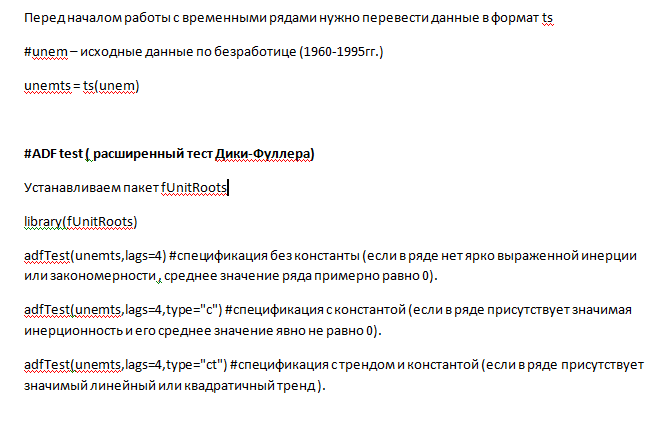 Перед началом работы с временными рядами нужно перевести данные в формат ts
#unem – исходные данные по безработице (1960-1995гг.)
unemts = ts(unem)
#ADF test ( расширенный тест Дики-Фуллера)
Устанавливаем пакет fUnitRoots
library(fUnitRoots)
adfTest(unemts,lags=4) #спецификация без константы (если в ряде нет ярко выраженной инерции
или закономерности , среднее значение ряда примерно равно 0).
adfTest(unemts,lags=4,type="c") #спецификация с константой (если в ряде присутствует значимая
инерционность и его среднее значение явно не равно 0).
adfTest(unemts,lags=4,type="ct") #спецификация с трендом и константой (если в ряде присутствует
значимый линейный или квадратичный тренд ).